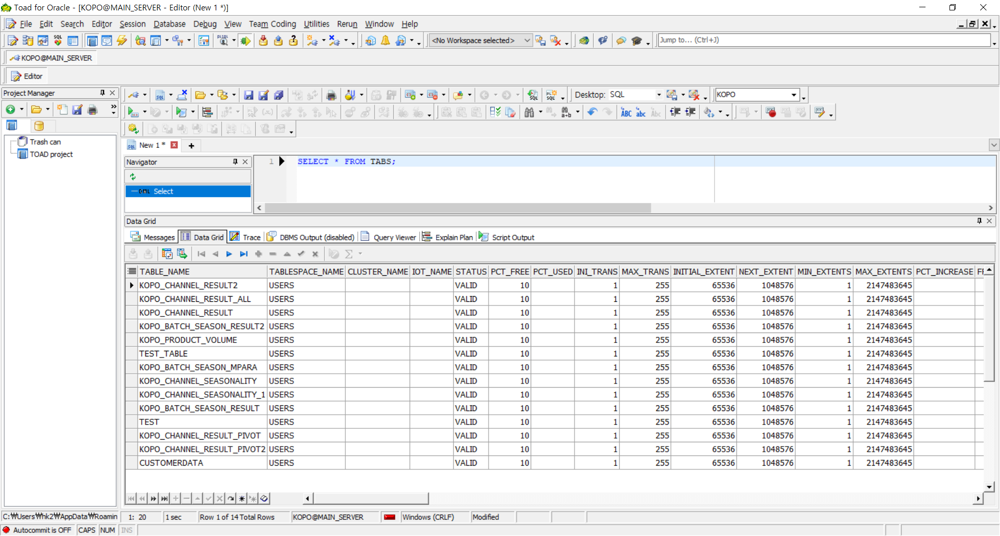 Toad for Oracle - [KOPO@MAIN_SERVER - Editor (New 1 *)]
File Edit Search Editor Session Database Debug View Team Coding Utilities Rerun Window Help
<No Workspace selected> Jump to... (Ctrl+J)
KOPO@MAIN_SERVER
Editor
Project Manager
Desktop: SQL KOPO
Trash can
TOAD project
New 1 *
Navigator
1 SELECT * FROM TABS;
Select
Data Grid
Messages Data Grid Trace DBMS Output (disabled) Query Viewer Explain Plan Script Output
TABLE_NAME TABLESPACE_NAME CLUSTER_NAME IOT_NAME STATUS PCT_FREE PCT_USED INI_TRANS MAX_TRANS INITIAL_EXTENT NEXT_EXTENT MIN_EXTENTS MAX_EXTENTS PCT_INCREASE
KOPO_CHANNEL_RESULT2 USERS VALID 10 1 255 65536 1048576 1 2147483645
KOPO_CHANNEL_RESULT_ALL USERS VALID 10 1 255 65536 1048576 1 2147483645
KOPO_CHANNEL_RESULT USERS VALID 10 1 255 65536 1048576 1 2147483645
KOPO_BATCH_SEASON_RESULT2 USERS VALID 10 1 255 65536 1048576 1 2147483645
KOPO_PRODUCT_VOLUME USERS VALID 10 1 255 65536 1048576 1 2147483645
TEST_TABLE USERS VALID 10 1 255 65536 1048576 1 2147483645
KOPO_BATCH_SEASON_MPARA USERS VALID 10 1 255 65536 1048576 1 2147483645
KOPO_CHANNEL_SEASONALITY USERS VALID 10 1 255 65536 1048576 1 2147483645
KOPO_CHANNEL_SEASONALITY_1 USERS VALID 10 1 255 65536 1048576 1 2147483645
KOPO_BATCH_SEASON_RESULT USERS VALID 10 1 255 65536 1048576 1 2147483645
TEST USERS VALID 10 1 255 65536 1048576 1 2147483645
KOPO_CHANNEL_RESULT_PIVOT USERS VALID 10 1 255 65536 1048576 1 2147483645
KOPO_CHANNEL_RESULT_PIVOT2 USERS VALID 10 1 255 65536 1048576 1 2147483645
CUSTOMERDATA USERS VALID 10 1 255 65536 1048576 1 2147483645
C:₩Users₩hk2₩AppData₩Roamin 1: 20 1 sec Row 1 of 14 Total Rows KOPO@MAIN_SERVER Windows (CRLF) Modified
Autocommit is OFF CAPS NUM INS